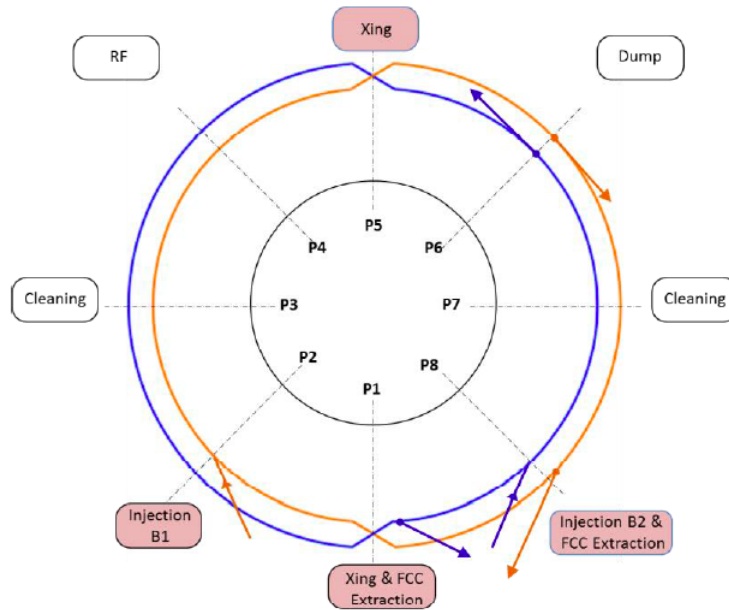 Xing
RF
Dump
P5
P4
P6
Cleaning
P3
P7
Cleaning
P2
P8
P1
Injection
B1
Injection B2 &
FCC Extraction
Xing & FCC
Extraction